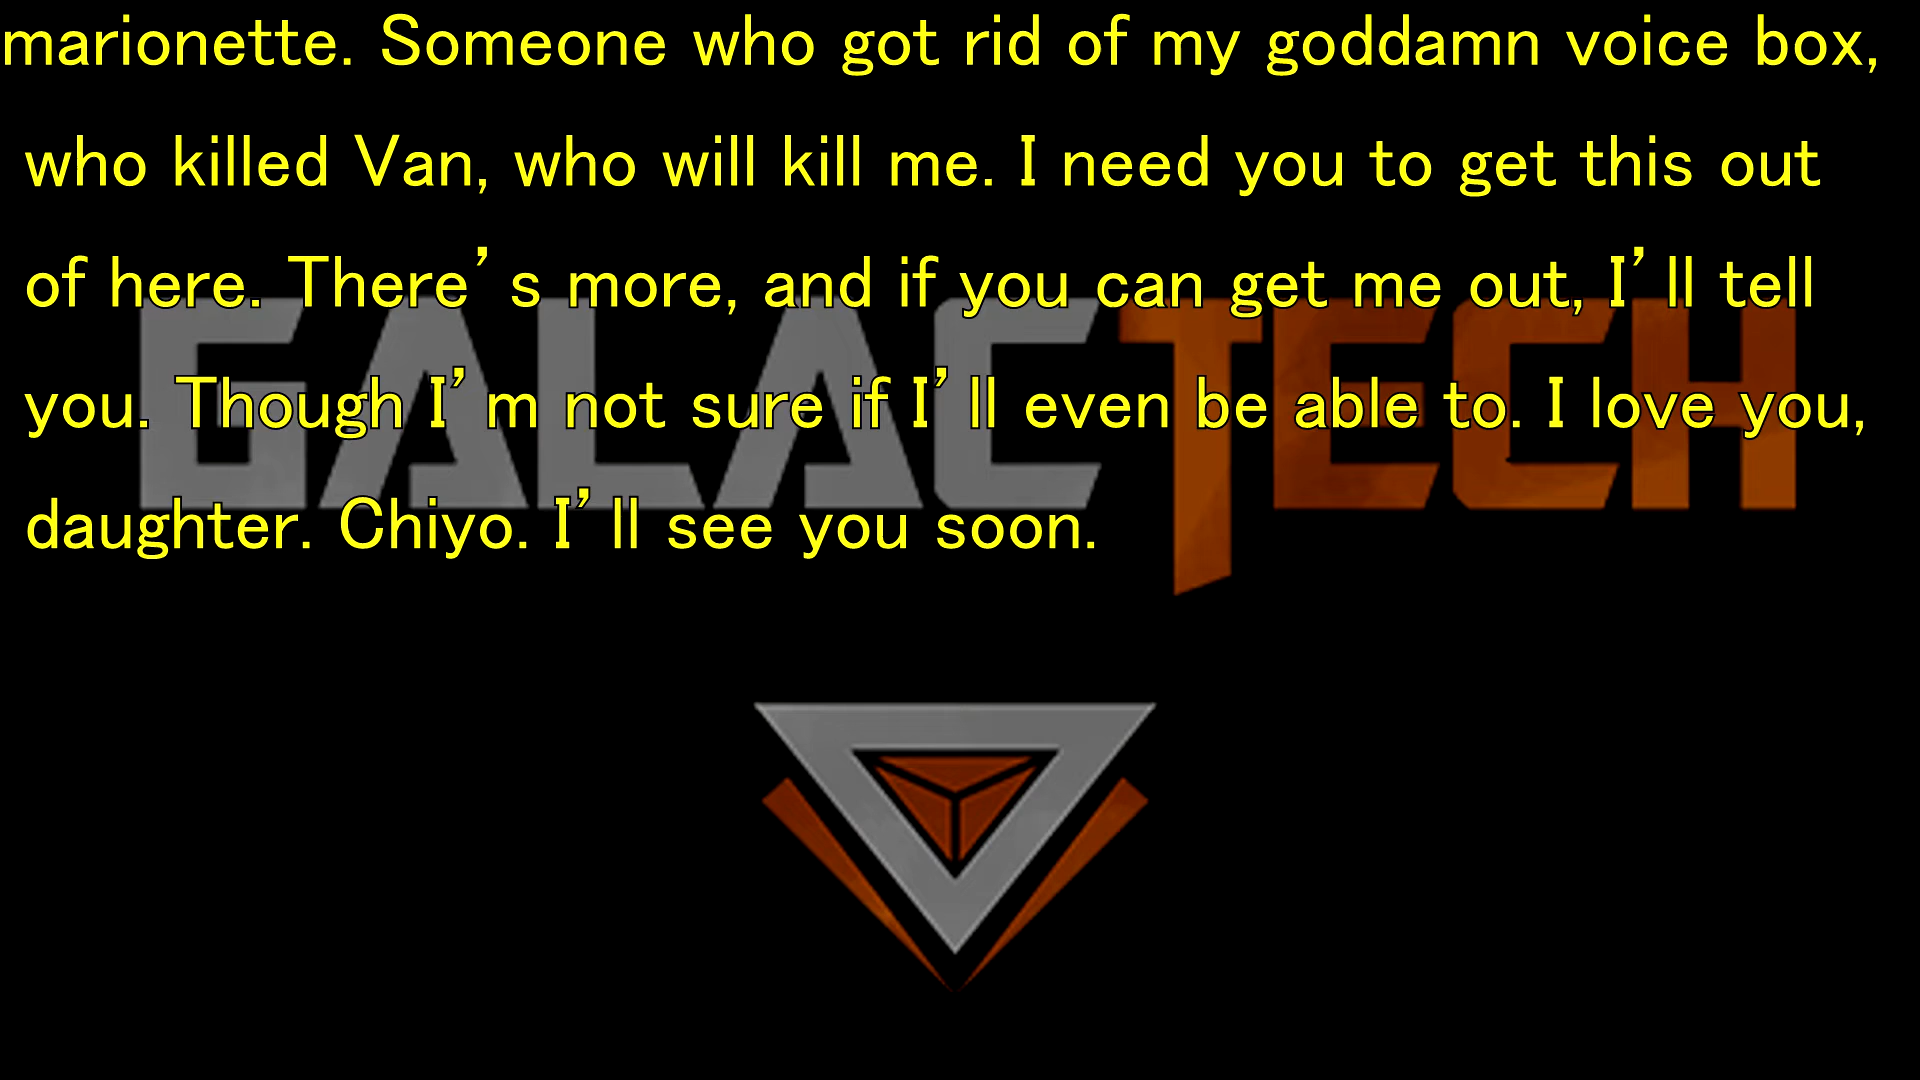 marionette. Someone who got rid of my goddamn voice box,
who killed Van, who will kill me. I need you to get this out
of here. There’s more, and if you can get me out, I’ll tell
you. Though I’m not sure if I’ll even be able to. I love you,
daughter. Chiyo. I’ll see you soon.
GALACTECH